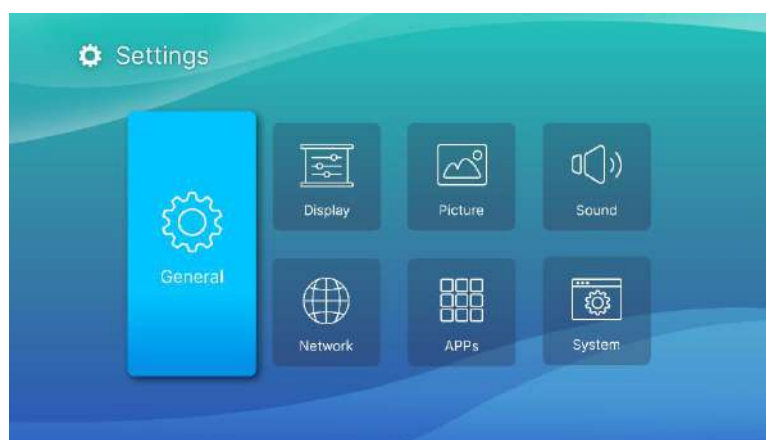 Settings
General
Display
Picture
Sound
Network
APPs
System